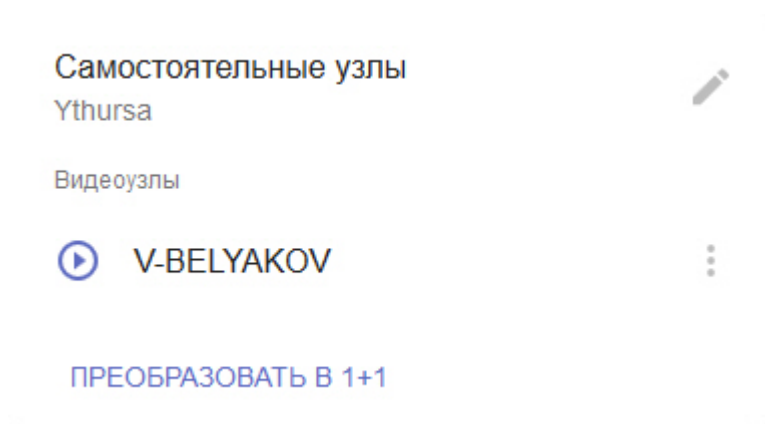 Самостоятельные узлы
Ythursa
Видеоузлы
V-BELYAKOV
ПРЕОБРАЗОВАТЬ В 1+1